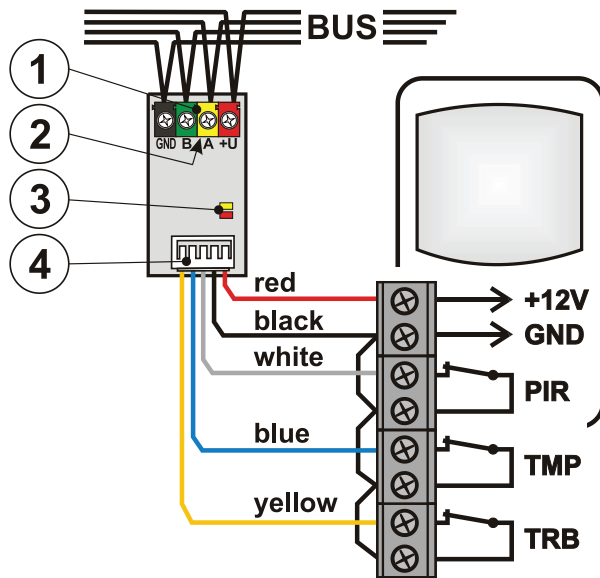 BUS
1
2
GND B A +U
3
4
red
+12V
black
GND
white
PIR
blue
TMP
yellow
TRB